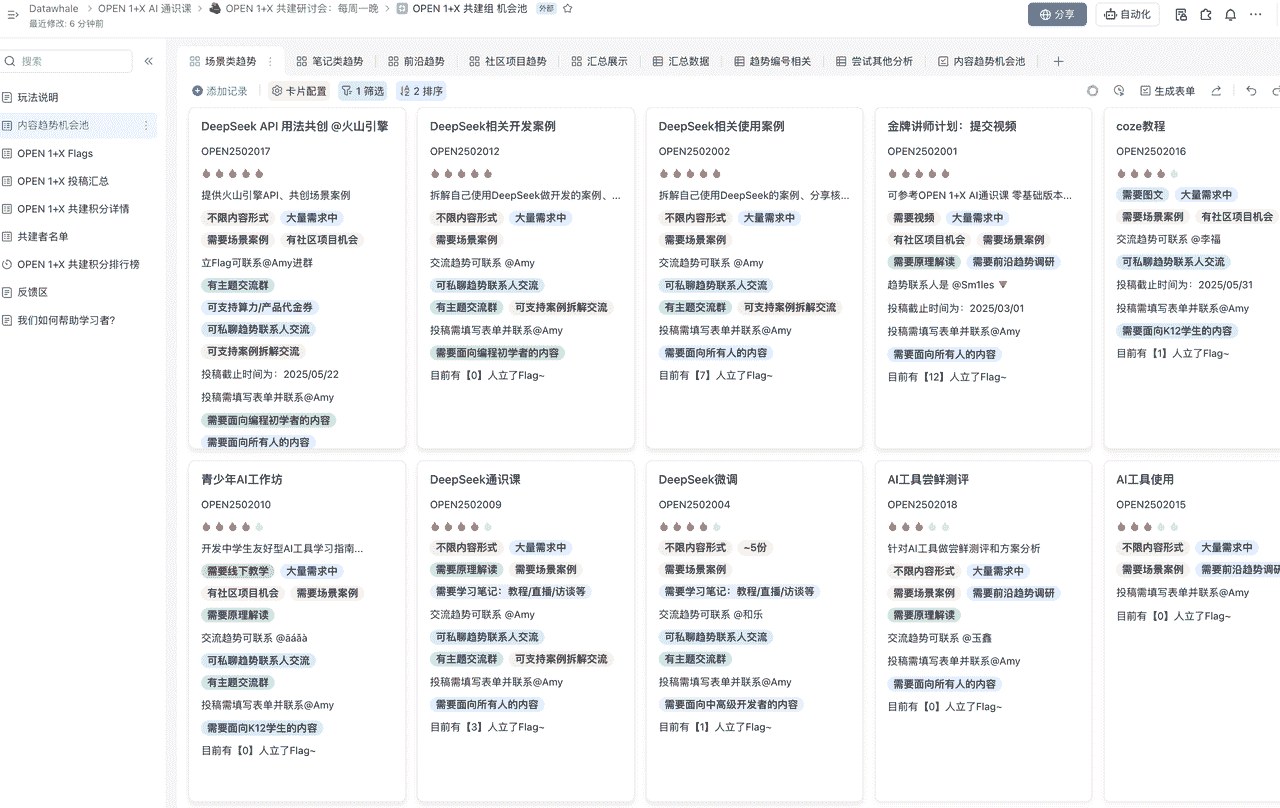 Datawhale > OPEN 1+X AI 通识课 > OPEN 1+X 共建研讨会：每周一晚 > OPEN 1+X 共建组 机会池 外部
最近修改: 6 分钟前
分享
自动化
搜索
玩法说明
内容趋势机会池
OPEN 1+X Flags
OPEN 1+X 投稿汇总
OPEN 1+X 共建积分详情
共建者名单
OPEN 1+X 共建积分排行榜
反馈区
我们如何帮助学习者?
场景类趋势 笔记类趋势 前沿趋势 社区项目趋势 汇总展示 汇总数据 趋势编号相关 尝试其他分析 内容趋势机会池
添加记录 卡片配置 1 筛选 2 排序 生成表单
DeepSeek API 用法共创 @火山引擎
OPEN2502017
提供火山引擎API、共创场景案例
不限内容形式 大量需求中
需要场景案例 有社区项目机会
立Flag可联系@Amy进群
有主题交流群
可支持算力/产品代金券
可私聊趋势联系人交流
可支持案例拆解交流
投稿截止时间为：2025/05/22
投稿需填写表单并联系@Amy
需要面向编程初学者的内容
需要面向所有人的内容
DeepSeek相关开发案例
OPEN2502012
拆解自己使用DeepSeek做开发的案例、...
不限内容形式 大量需求中
需要场景案例
交流趋势可联系 @Amy
可私聊趋势联系人交流
有主题交流群 可支持案例拆解交流
投稿需填写表单并联系@Amy
需要面向编程初学者的内容
目前有【0】人立了Flag~
DeepSeek相关使用案例
OPEN2502002
拆解自己使用DeepSeek的案例、分享核...
不限内容形式 大量需求中
需要场景案例
交流趋势可联系 @Amy
可私聊趋势联系人交流
有主题交流群 可支持案例拆解交流
投稿需填写表单并联系@Amy
需要面向所有人的内容
目前有【7】人立了Flag~
金牌讲师计划：提交视频
OPEN2502001
可参考OPEN 1+X AI通识课 零基础版本...
需要视频 大量需求中
有社区项目机会 需要场景案例
需要原理解读 需要前沿趋势调研
趋势联系人是 @Sm1les
投稿截止时间为：2025/03/01
投稿需填写表单并联系@Amy
需要面向所有人的内容
目前有【12】人立了Flag~
coze教程
OPEN2502016
需要图文 大量需求中
需要场景案例 有社区项目机会
交流趋势可联系 @李福
可私聊趋势联系人交流
投稿截止时间为：2025/05/31
投稿需填写表单并联系@Amy
需要面向K12学生的内容
目前有【1】人立了Flag~
青少年AI工作坊
OPEN2502010
开发中学生友好型AI工具学习指南...
需要线下教学 大量需求中
有社区项目机会 需要场景案例
需要原理解读
交流趋势可联系 @āáǎà
可私聊趋势联系人交流
有主题交流群
投稿需填写表单并联系@Amy
需要面向K12学生的内容
目前有【0】人立了Flag~
DeepSeek通识课
OPEN2502009
不限内容形式 大量需求中
需要原理解读 需要场景案例
需要学习笔记：教程/直播/访谈等
交流趋势可联系 @Amy
可私聊趋势联系人交流
有主题交流群 可支持案例拆解交流
投稿需填写表单并联系@Amy
需要面向所有人的内容
目前有【3】人立了Flag~
DeepSeek微调
OPEN2502004
不限内容形式 ~5份
需要场景案例
需要学习笔记：教程/直播/访谈等
交流趋势可联系 @和乐
可私聊趋势联系人交流
有主题交流群
投稿需填写表单并联系@Amy
需要面向中高级开发者的内容
目前有【1】人立了Flag~
AI工具尝鲜测评
OPEN2502018
针对AI工具做尝鲜测评和方案分析
不限内容形式 大量需求中
需要场景案例 需要前沿趋势调研
需要原理解读
交流趋势可联系 @玉鑫
投稿需填写表单并联系@Amy
需要面向所有人的内容
目前有【0】人立了Flag~
AI工具使用
OPEN2502015
不限内容形式 大量需求中
需要场景案例 需要前沿趋势调研
投稿需填写表单并联系@Amy
目前有【0】人立了Flag~